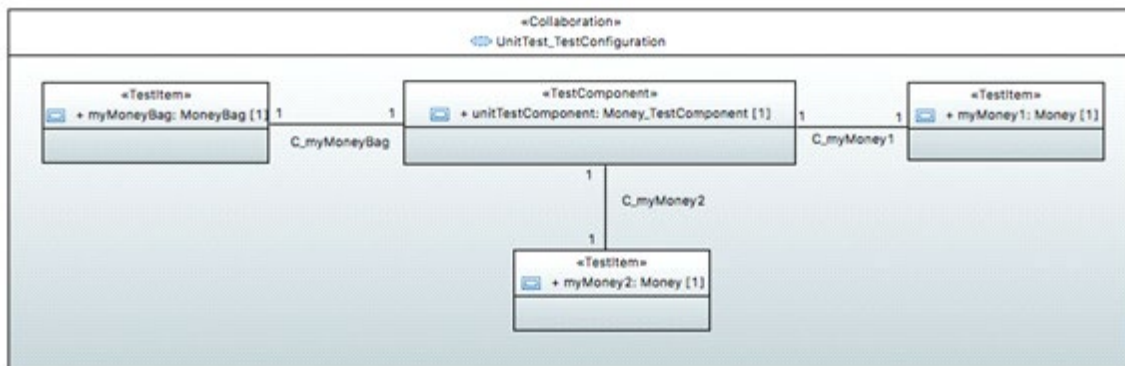 «Collaboration»
UnitTest_TestConfiguration
«TestItem»
+ myMoneyBag: MoneyBag [1]
1
1
C_myMoneyBag
«TestComponent»
+ unitTestComponent: Money_TestComponent [1]
1
1
C_myMoney1
«TestItem»
+ myMoney1: Money [1]
1
C_myMoney2
1
«TestItem»
+ myMoney2: Money [1]